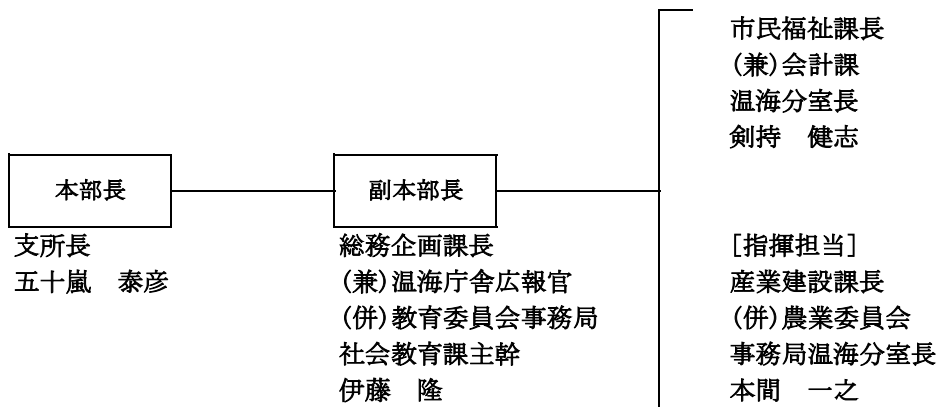 本部長
支所長
五十嵐　泰彦
副本部長
総務企画課長
(兼)温海庁舎広報官
(併)教育委員会事務局
社会教育課主幹
伊藤　隆
市民福祉課長
(兼)会計課
温海分室長
剣持　健志
[指揮担当]
産業建設課長
(併)農業委員会
事務局温海分室長
本間　一之